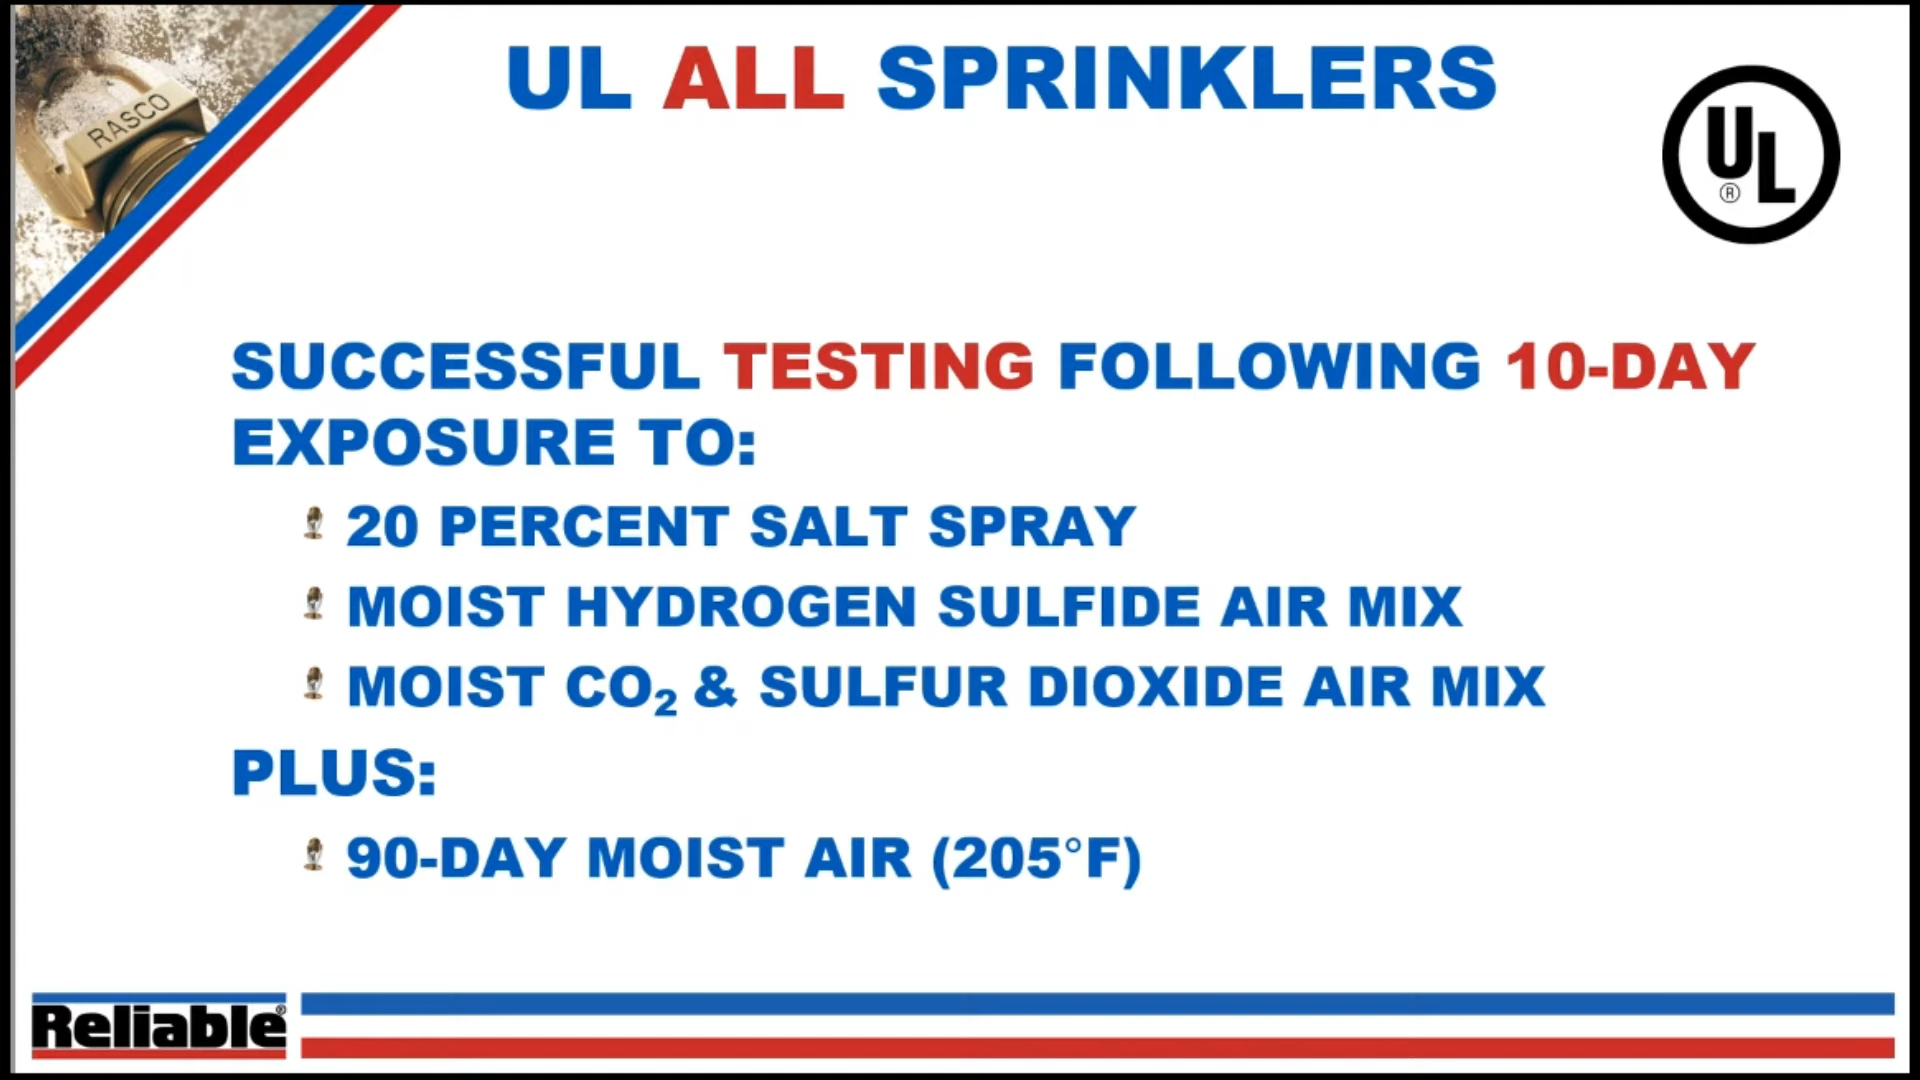 UL ALL SPRINKLERS
RASCO
UL
®
SUCCESSFUL TESTING FOLLOWING 10-DAY
EXPOSURE TO:
20 PERCENT SALT SPRAY
MOIST HYDROGEN SULFIDE AIR MIX
MOIST CO₂ & SULFUR DIOXIDE AIR MIX
PLUS:
90-DAY MOIST AIR (205°F)
Reliable®